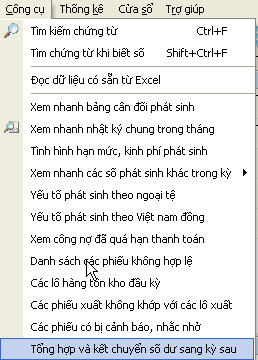 Công cụ Thống kê Cửa sổ Trợ giúp
Tìm kiếm chứng từ Ctrl+F
Tìm chứng từ khi biết số Shift+Ctrl+F
Đọc dữ liệu có sẵn từ Excel
Xem nhanh bảng cân đối phát sinh
Xem nhanh nhật ký chung trong tháng
Tình hình hạn mức, kinh phí phát sinh
Xem nhanh các số phát sinh khác trong kỳ
Yếu tố phát sinh theo ngoại tệ
Yếu tố phát sinh theo Việt nam đồng
Xem công nợ đã quá hạn thanh toán
Danh sách các phiếu không hợp lệ
Các lô hàng tồn kho đầu kỳ
Các phiếu xuất không khớp với các lô xuất
Các phiếu có bị cảnh báo, nhắc nhờ
Tổng hợp và kết chuyển số dư sang kỳ sau